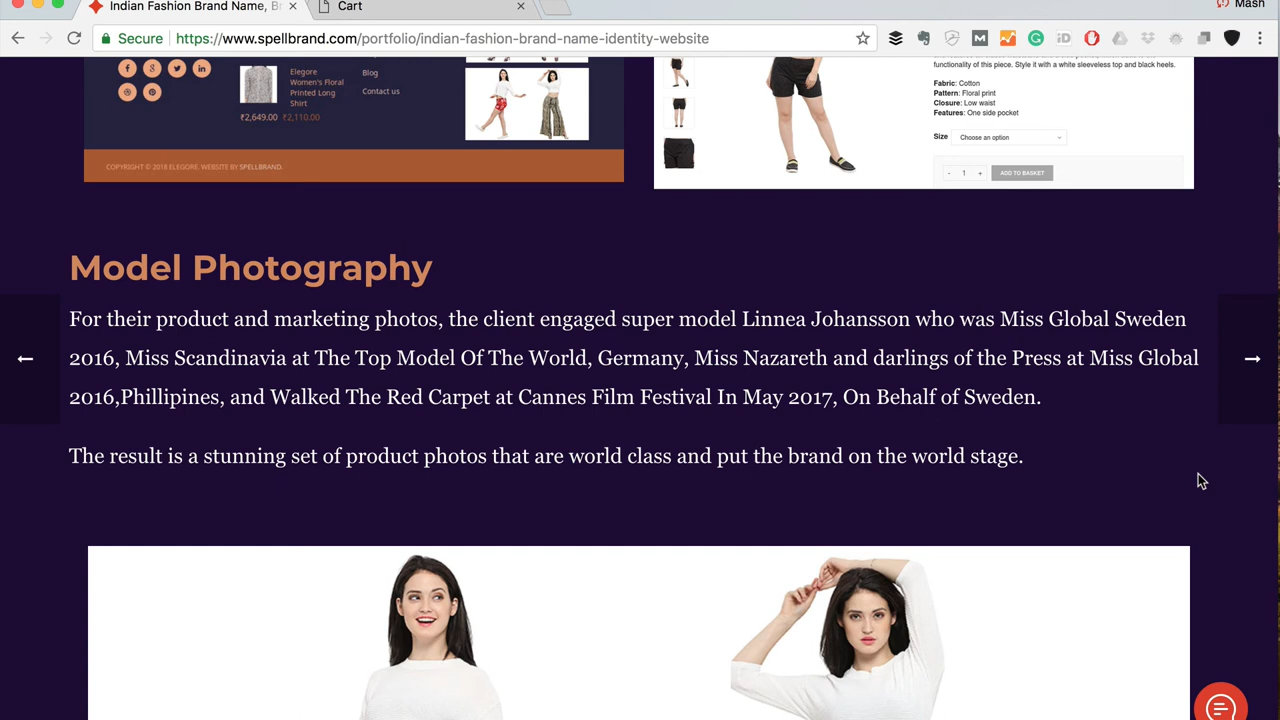 Indian Fashion Brand Name, B
Cart
Mash
Secure
https://www.spellbrand.com/portfolio/indian-fashion-brand-name-identity-website
Elegore
Women's Floral
Printed Long
Shirt
₹2,649.00 ₹2,110.00
Blog
Contact us
COPYRIGHT © 2018 ELEGORE. WEBSITE BY SPELLBRAND.
functionality of this piece. Style it with a white sleeveless top and black heels.
Fabric: Cotton
Pattern: Floral print
Closure: Low waist
Features: One side pocket
Size Choose an option
- 1 + ADD TO BASKET
Model Photography
For their product and marketing photos, the client engaged super model Linnea Johansson who was Miss Global Sweden
2016, Miss Scandinavia at The Top Model Of The World, Germany, Miss Nazareth and darlings of the Press at Miss Global
2016,Phillipines, and Walked The Red Carpet at Cannes Film Festival In May 2017, On Behalf of Sweden.
The result is a stunning set of product photos that are world class and put the brand on the world stage.